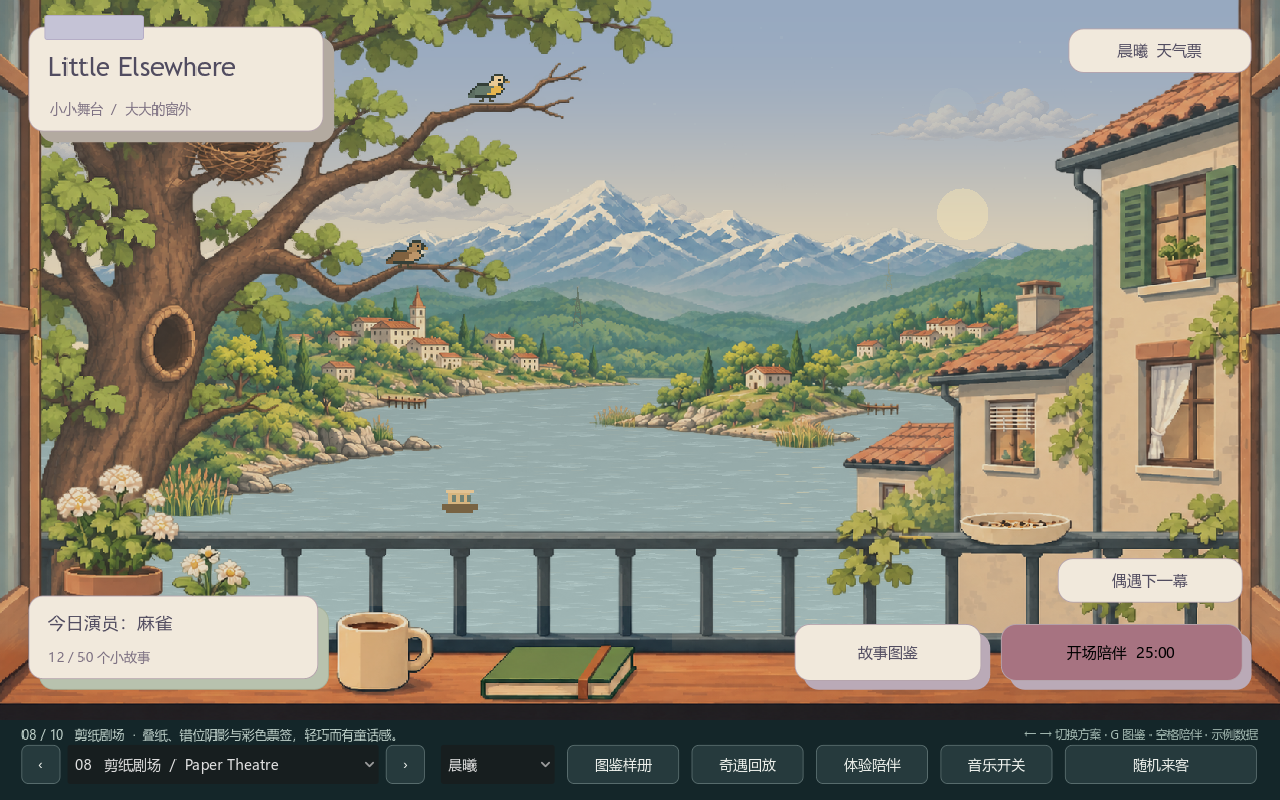 Little Elsewhere
小小舞台 / 大大的窗外
晨曦 天气票
偶遇下一幕
今日演员：麻雀
12 / 50 个小故事
故事图鉴
开场陪伴 25:00
08 / 10 剪纸剧场 · 叠纸、错位阴影与彩色票签，轻巧而有童话感。
←→ 切换方案 · G 图鉴 · 空格陪伴 · 示例数据
‹
08 剪纸剧场 / Paper Theatre
›
晨曦
图鉴样册
奇遇回放
体验陪伴
音乐开关
随机来客